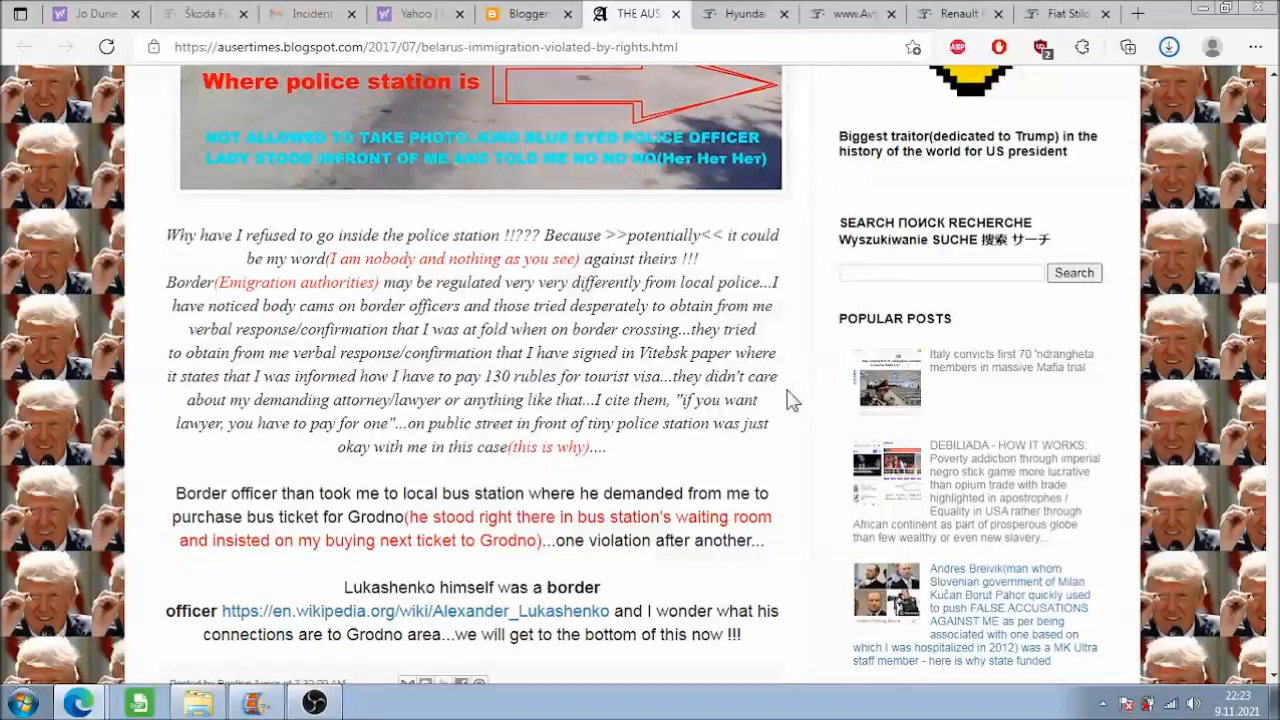 Jo Durie
Škoda Fa
Incident
Yahoo |
Blogger
THE AUS
Hyundai
www.Avt
Renault
Fiat Stilo
https://ausertimes.blogspot.com/2017/07/belarus-immigration-violated-by-rights.html
ABP
2
Where police station is
NOT ALLOWED TO TAKE PHOTO..KIND BLUE EYED POLICE OFFICER
LADY STOOD INFRONT OF ME AND TOLD ME NO NO NO(Нет Нет Нет)
Why have I refused to go inside the police station !!??? Because >>potentially<< it could
be my word(I am nobody and nothing as you see) against theirs !!!
Border(Emigration authorities) may be regulated very very differently from local police...I
have noticed body cams on border officers and those tried desperately to obtain from me
verbal response/confirmation that I was at fold when on border crossing...they tried
to obtain from me verbal response/confirmation that I have signed in Vitebsk paper where
it states that I was informed how I have to pay 130 rubles for tourist visa...they didn't care
about my demanding attorney/lawyer or anything like that...I cite them, "if you want
lawyer, you have to pay for one"...on public street in front of tiny police station was just
okay with me in this case(this is why)....
Border officer than took me to local bus station where he demanded from me to
purchase bus ticket for Grodno(he stood right there in bus station's waiting room
and insisted on my buying next ticket to Grodno)...one violation after another...
Lukashenko himself was a border
officer https://en.wikipedia.org/wiki/Alexander_Lukashenko and I wonder what his
connections are to Grodno area...we will get to the bottom of this now !!!
Biggest traitor(dedicated to Trump) in the
history of the world for US president
SEARCH ПОИСК RECHERCHE
Wyszukiwanie SUCHE 搜索 サーチ
Search
POPULAR POSTS
Italy convicts first 70 'ndrangheta
members in massive Mafia trial
DEBILIADA - HOW IT WORKS:
Poverty addiction through imperial
negro stick game more lucrative
than opium trade with trade
highlighted in apostrophes /
Equality in USA rather through
African continent as part of prosperous globe
than few wealthy or even new slavery...
Andres Breivik(man whom
Slovenian government of Milan
Kučan Borut Pahor quickly used
to push FALSE ACCUSATIONS
AGAINST ME as per being
associated with one based on
which I was hospitalized in 2012) was a MK Ultra
staff member - here is why state funded
22:23
9.11.2021